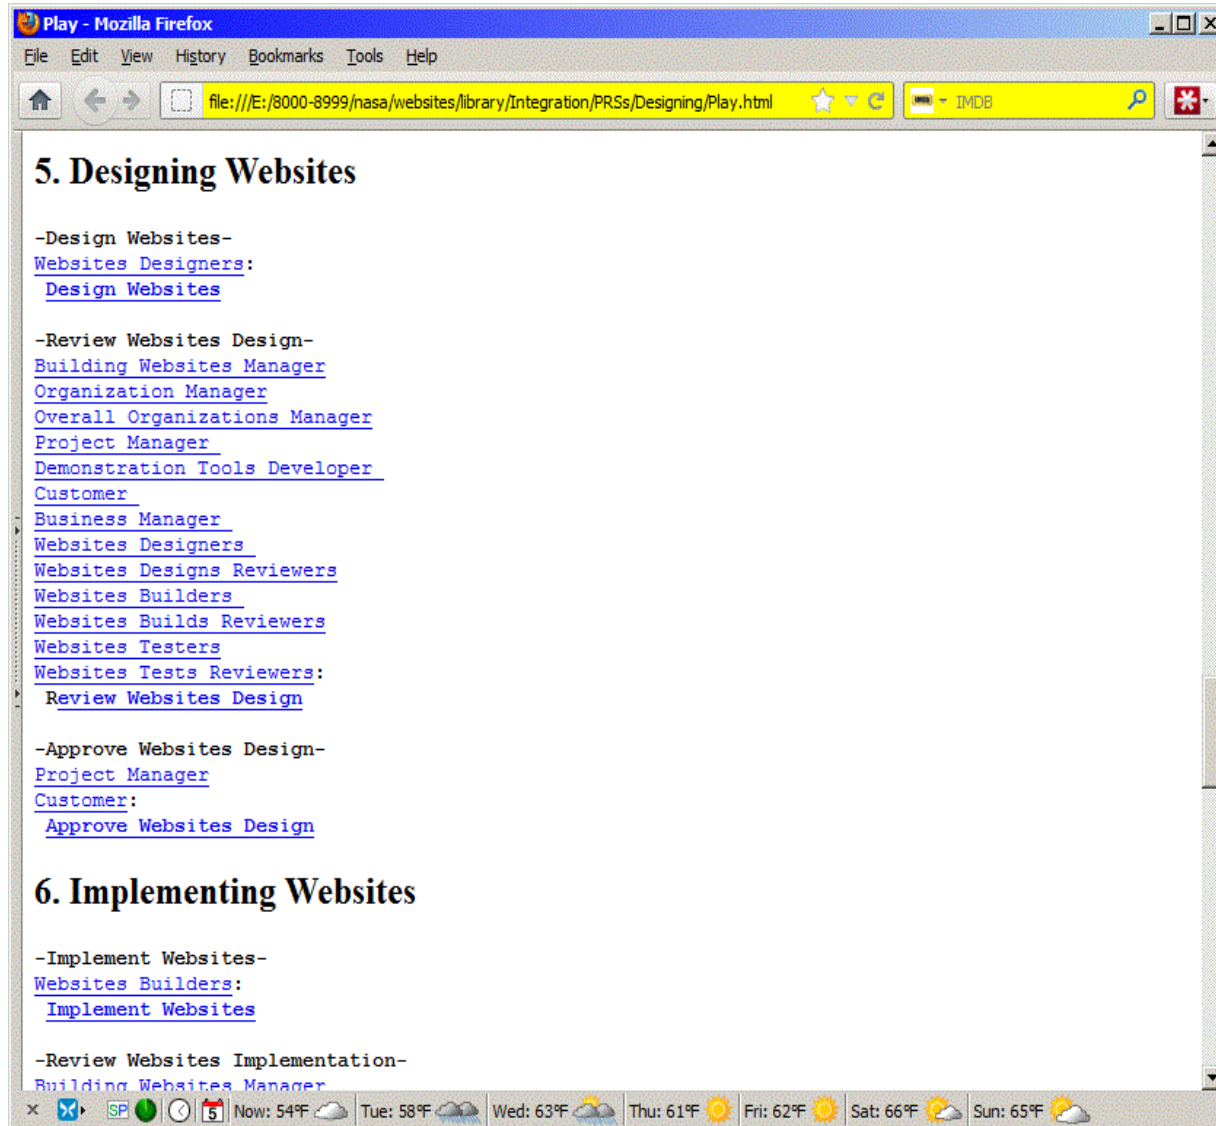 Play - Mozilla Firefox
File Edit View History Bookmarks Tools Help
file:///E:/8000-8999/nasa/websites/library/Integration/PRSs/Designing/Play.html IMDB
5. Designing Websites
-Design Websites-
Websites Designers:
Design Websites
-Review Websites Design-
Building Websites Manager
Organization Manager
Overall Organizations Manager
Project Manager
Demonstration Tools Developer
Customer
Business Manager
Websites Designers
Websites Designs Reviewers
Websites Builders
Websites Builds Reviewers
Websites Testers
Websites Tests Reviewers:
Review Websites Design
-Approve Websites Design-
Project Manager
Customer:
Approve Websites Design
6. Implementing Websites
-Implement Websites-
Websites Builders:
Implement Websites
-Review Websites Implementation-
Building Websites Manager
SP 5 Now: 54°F Tue: 58°F Wed: 63°F Thu: 61°F Fri: 62°F Sat: 66°F Sun: 65°F